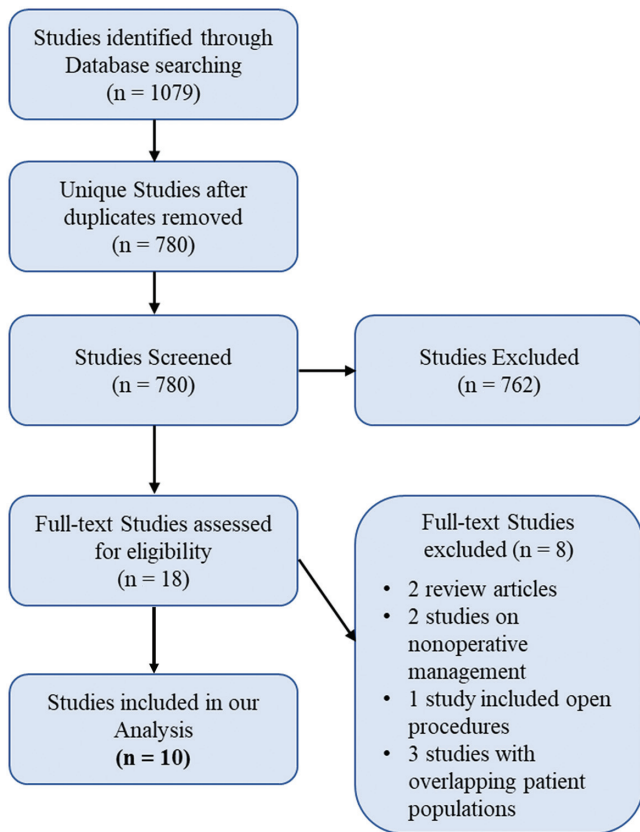 Studies identified through
Database searching
(n = 1079)
Unique Studies after
duplicates removed
(n = 780)
Studies Screened
(n = 780)
Studies Excluded
(n = 762)
Full-text Studies assessed
for eligibility
(n = 18)
Full-text Studies
excluded (n = 8)
• 2 review articles
• 2 studies on
nonoperative
management
• 1 study included open
procedures
• 3 studies with
overlapping patient
populations
Studies included in our
Analysis
(n = 10)